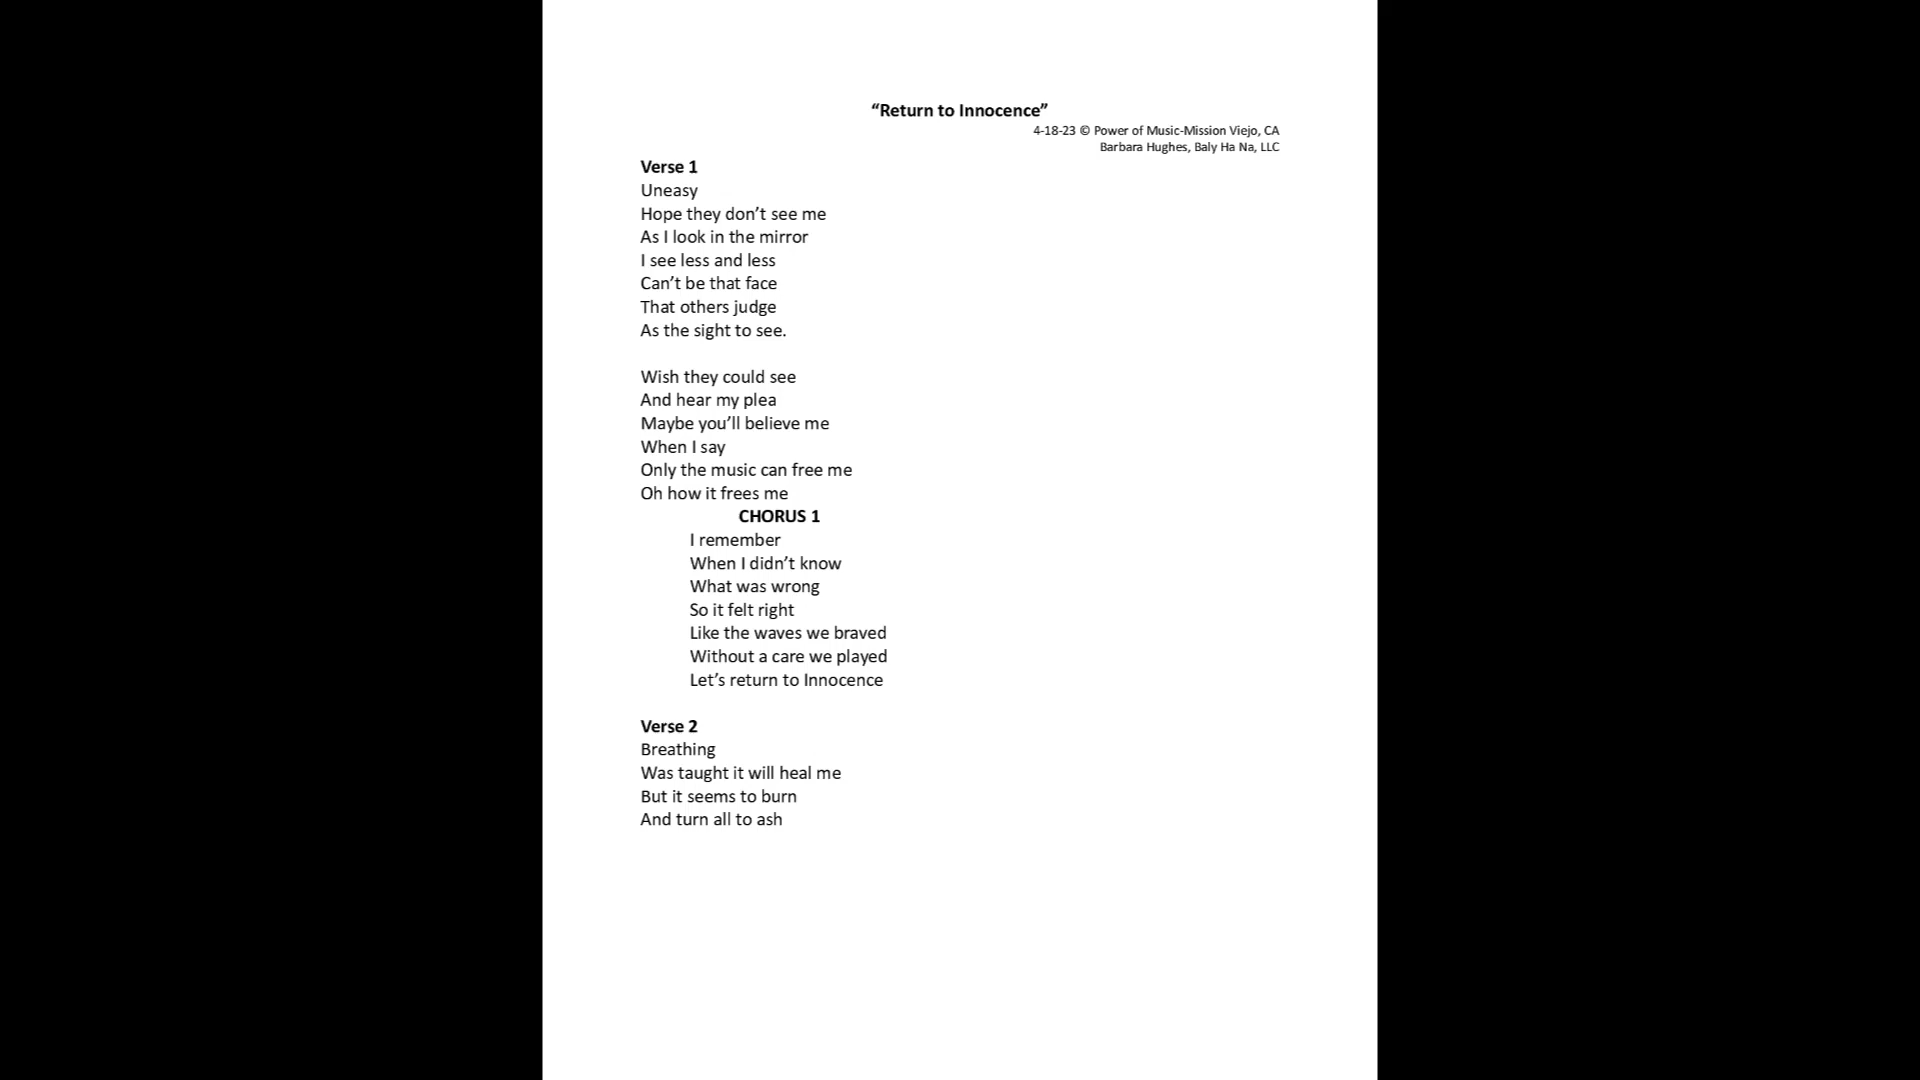 “Return to Innocence”
4-18-23 © Power of Music-Mission Viejo, CA
Barbara Hughes, Baly Ha Na, LLC
Verse 1
Uneasy
Hope they don’t see me
As I look in the mirror
I see less and less
Can’t be that face
That others judge
As the sight to see.
Wish they could see
And hear my plea
Maybe you’ll believe me
When I say
Only the music can free me
Oh how it frees me
CHORUS 1
I remember
When I didn’t know
What was wrong
So it felt right
Like the waves we braved
Without a care we played
Let’s return to Innocence
Verse 2
Breathing
Was taught it will heal me
But it seems to burn
And turn all to ash